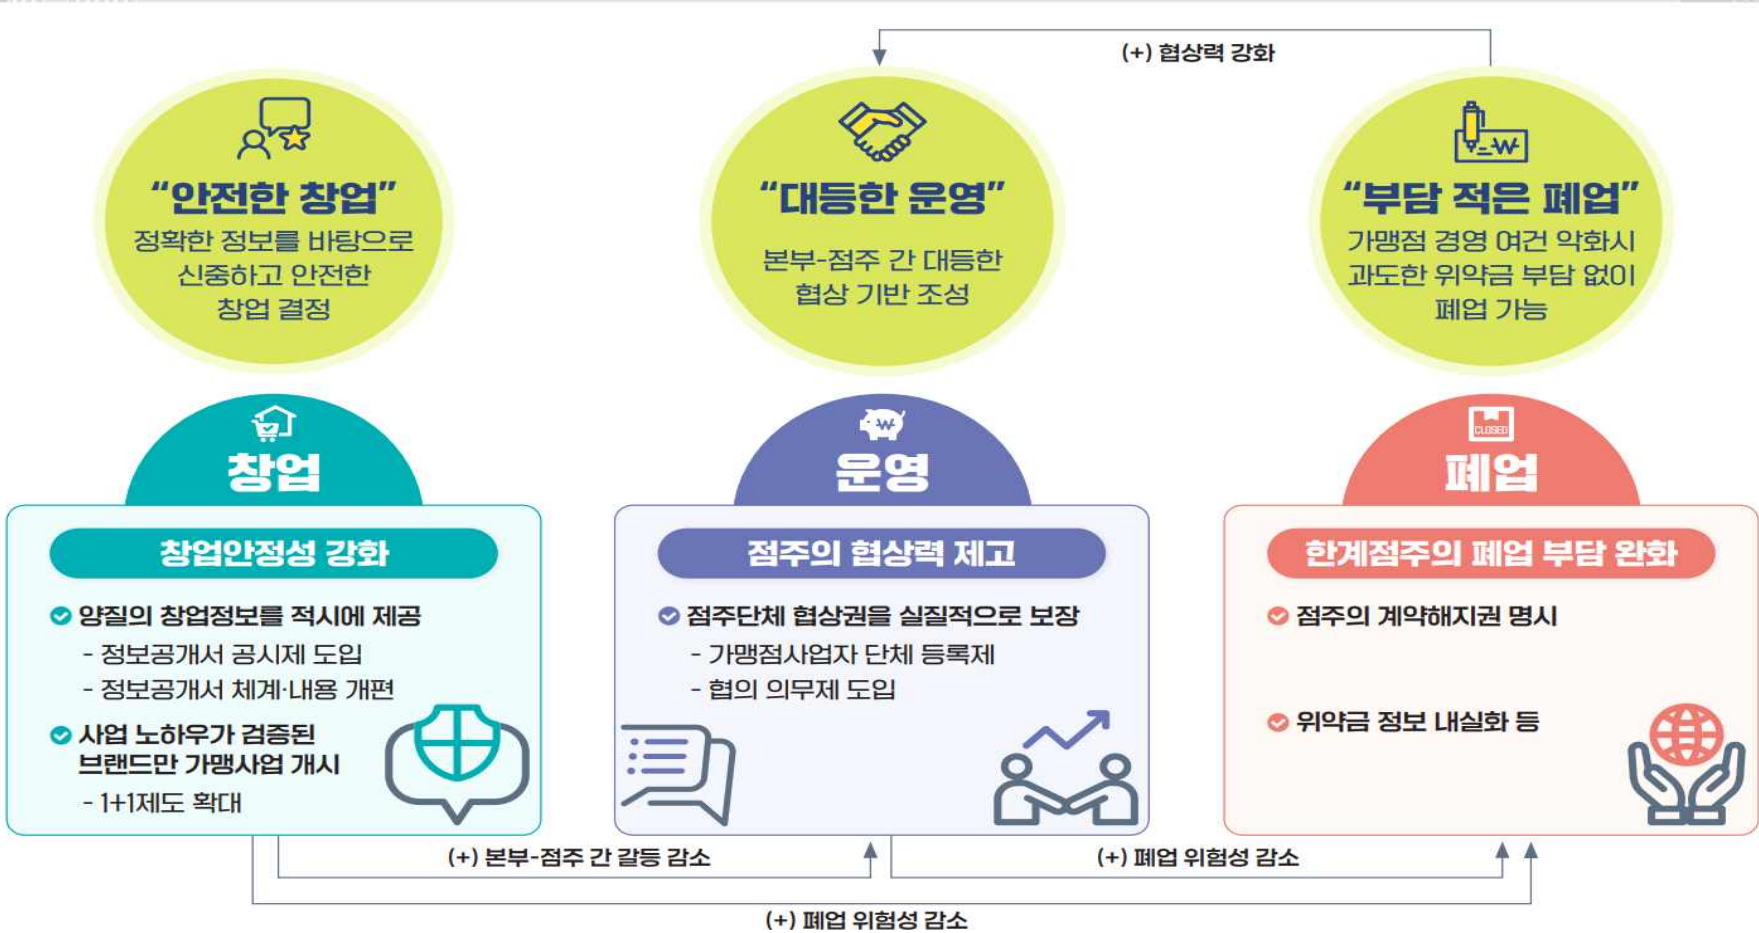 (+) 협상력 강화
“안전한 창업”
정확한 정보를 바탕으로
신중하고 안전한
창업 결정
“대등한 운영”
본부-점주 간 대등한
협상 기반 조성
“부담 적은 폐업”
가맹점 경영 여건 악화시
과도한 위약금 부담 없이
폐업 가능
창업
창업안정성 강화
양질의 창업정보를 적시에 제공
- 정보공개서 공시제 도입
- 정보공개서 체계·내용 개편
사업 노하우가 검증된
브랜드만 가맹사업 개시
- 1+1제도 확대
운영
점주의 협상력 제고
점주단체 협상권을 실질적으로 보장
- 가맹점사업자 단체 등록제
- 협의 의무제 도입
CLOSED
폐업
한계점주의 폐업 부담 완화
점주의 계약해지권 명시
위약금 정보 내실화 등
(+) 본부-점주 간 갈등 감소
(+) 폐업 위험성 감소
(+) 폐업 위험성 감소